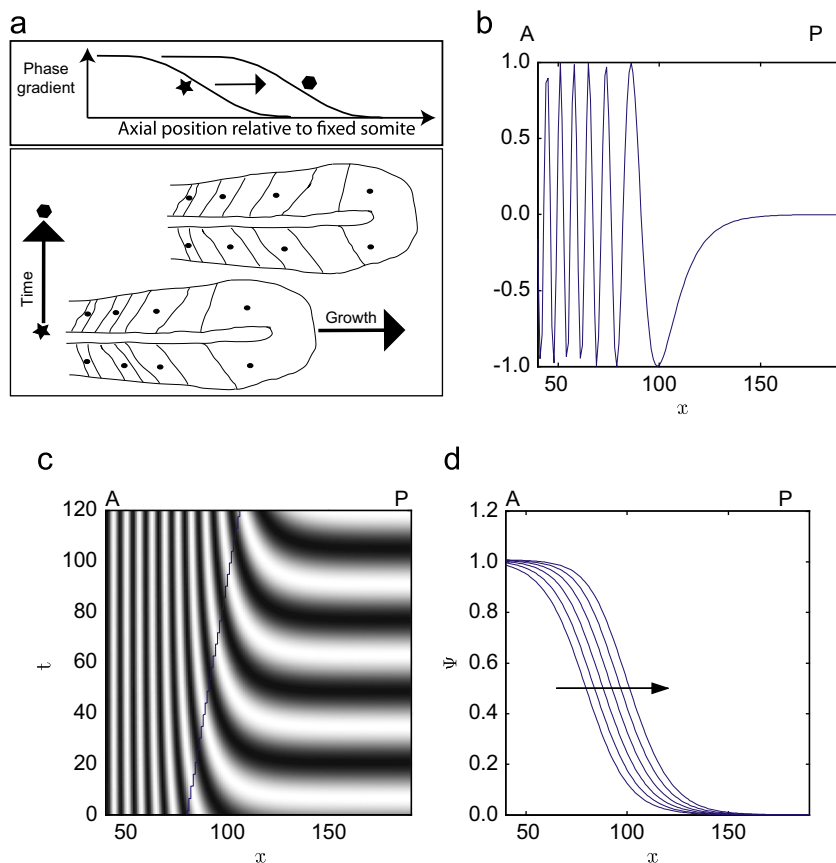 a
Phase
gradient
Axial position relative to fixed somite
Time
Growth
b
A
P
1.0
0.5
0.0
-0.5
-1.0
50
100
150
x
c
A
P
120
100
80
60
40
20
0
t
50
100
150
x
d
A
P
1.2
1.0
0.8
0.6
0.4
0.2
0.0
Ψ
50
100
150
x